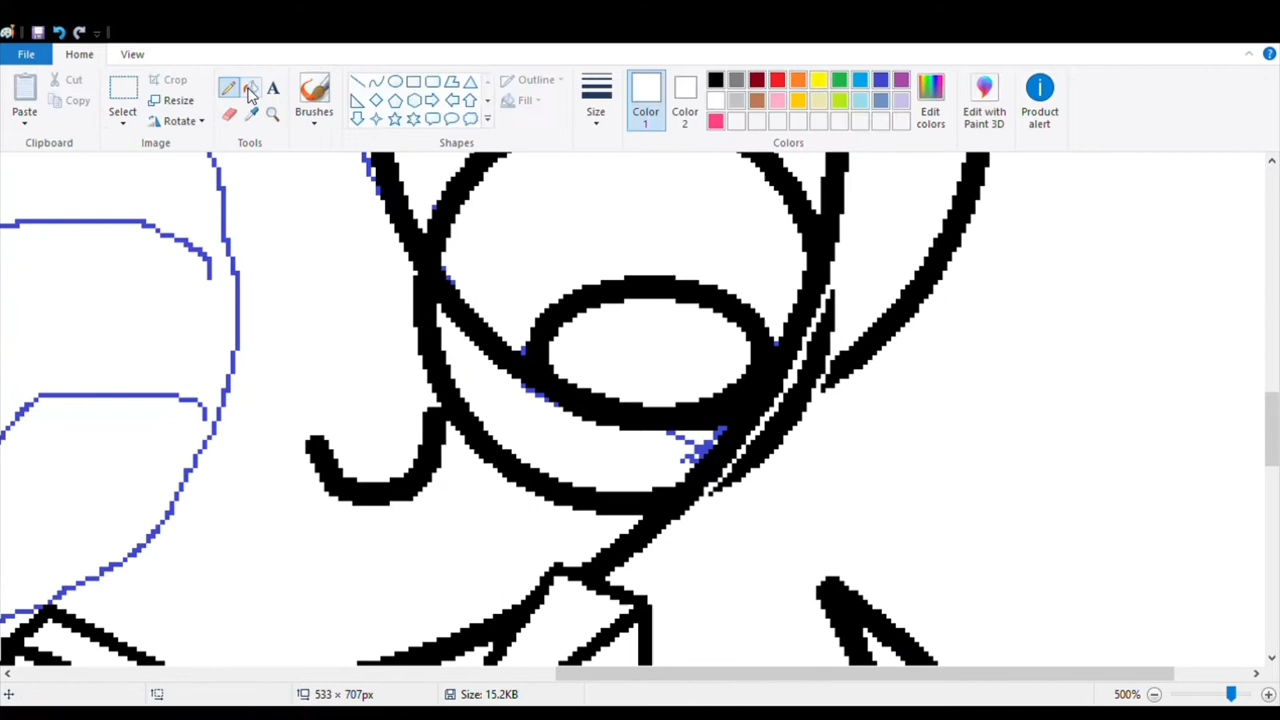 File Home View
Paste
Cut
Copy
Clipboard
Select
Crop
Resize
Rotate
Image
A
Tools
Brushes
Outline
Fill
Shapes
Size
Color 1
Color 2
Edit colors
Colors
Edit with Paint 3D
Product alert
533 × 707px
Size: 15.2KB
500%